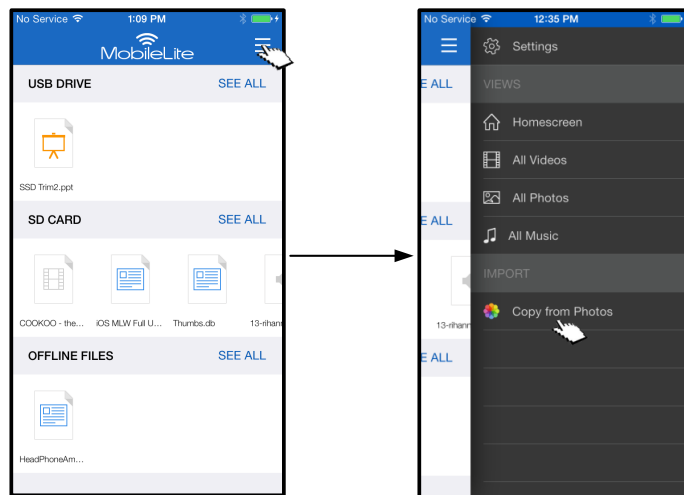 No Service 1:09 PM
MobileLite
USB DRIVE SEE ALL
SSD Trim2.ppt
SD CARD SEE ALL
COOKOO - the... iOS MLW Full U... Thumbs.db 13-rihann
OFFLINE FILES SEE ALL
HeadPhoneAm...
No Service 12:35 PM
Settings
E ALL VIEWS
Homescreen
All Videos
All Photos
E ALL
All Music
IMPORT
Copy from Photos
13-rihann
E ALL